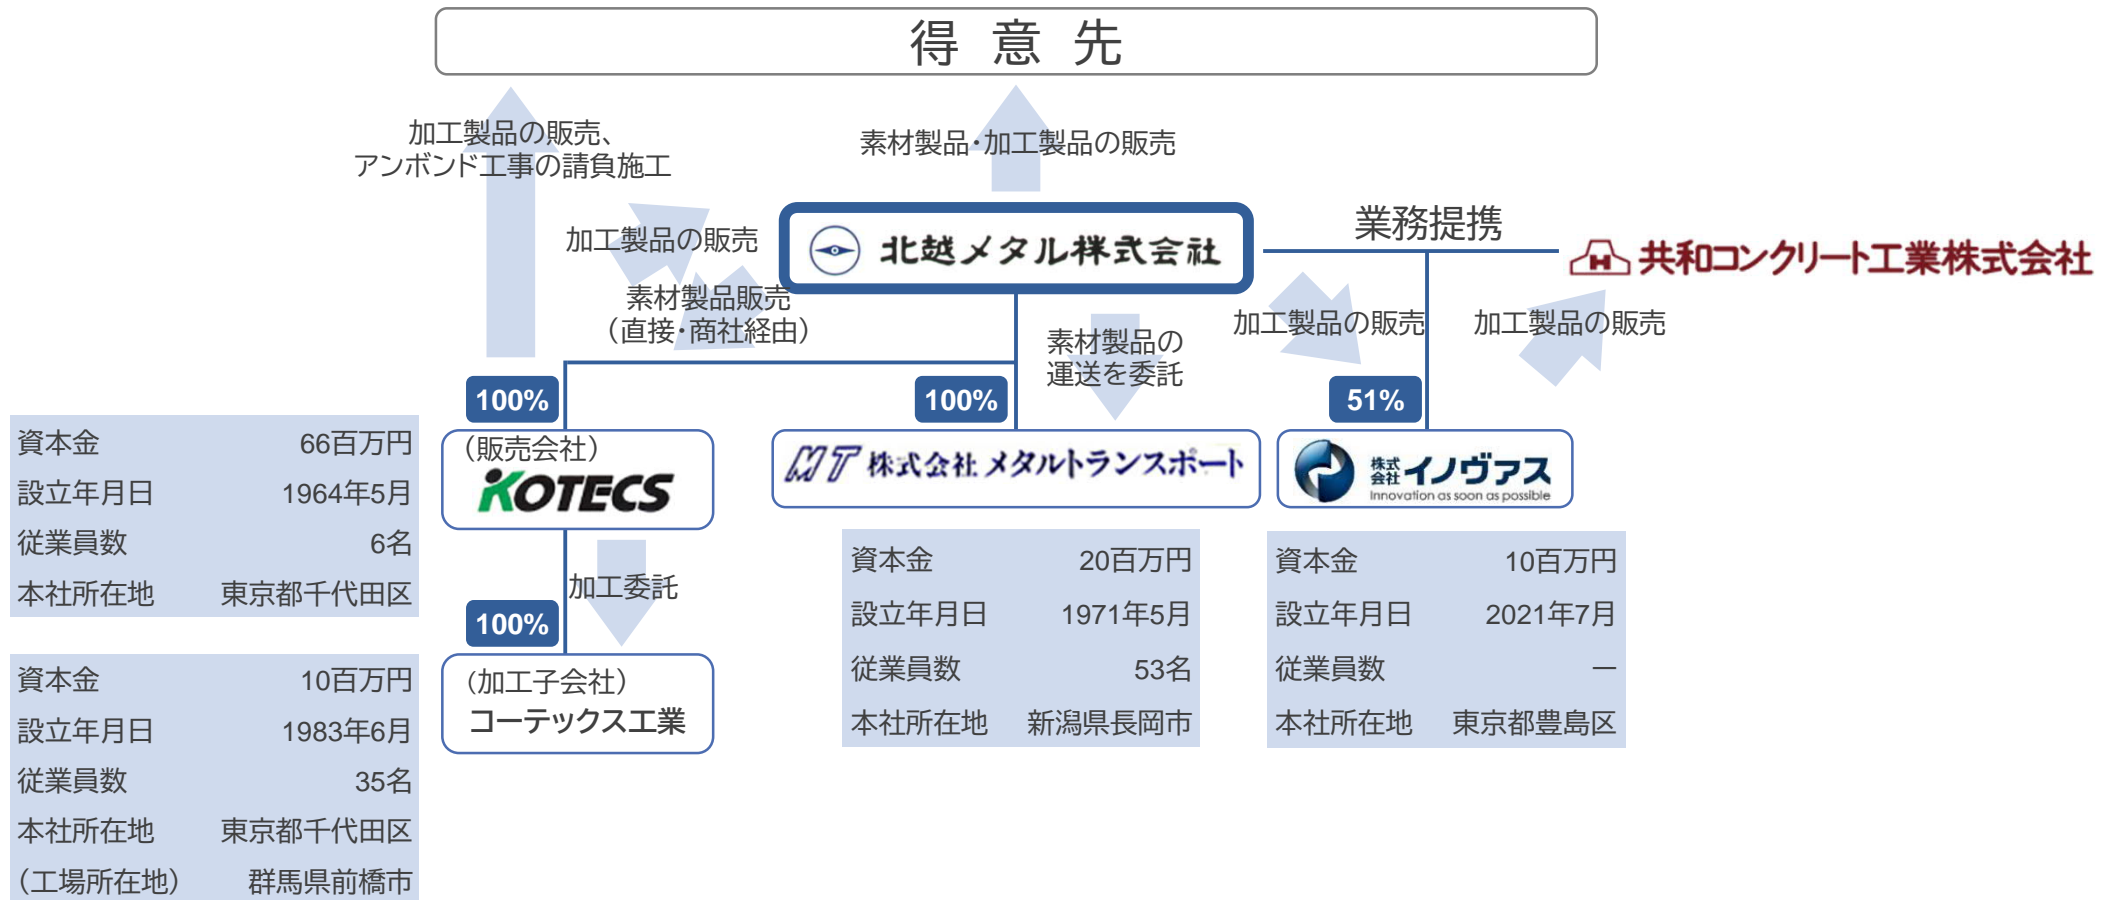 得意先
加工製品の販売、
アンボンド工事の請負施工
素材製品・加工製品の販売
加工製品の販売
北越メタル株式会社
業務提携
共和コンクリート工業株式会社
素材製品販売
（直接・商社経由）
素材製品の
運送を委託
加工製品の販売
加工製品の販売
100%
100%
51%
（販売会社）
KOTECS
MT 株式会社メタルトランスポート
株式
会社 イノヴァス
Innovation as soon as possible
資本金 66百万円
設立年月日 1964年5月
従業員数 6名
本社所在地 東京都千代田区
加工委託
100%
（加工子会社）
コーテックス工業
資本金 10百万円
設立年月日 1983年6月
従業員数 35名
本社所在地 東京都千代田区
（工場所在地） 群馬県前橋市
資本金 20百万円
設立年月日 1971年5月
従業員数 53名
本社所在地 新潟県長岡市
資本金 10百万円
設立年月日 2021年7月
従業員数 ―
本社所在地 東京都豊島区